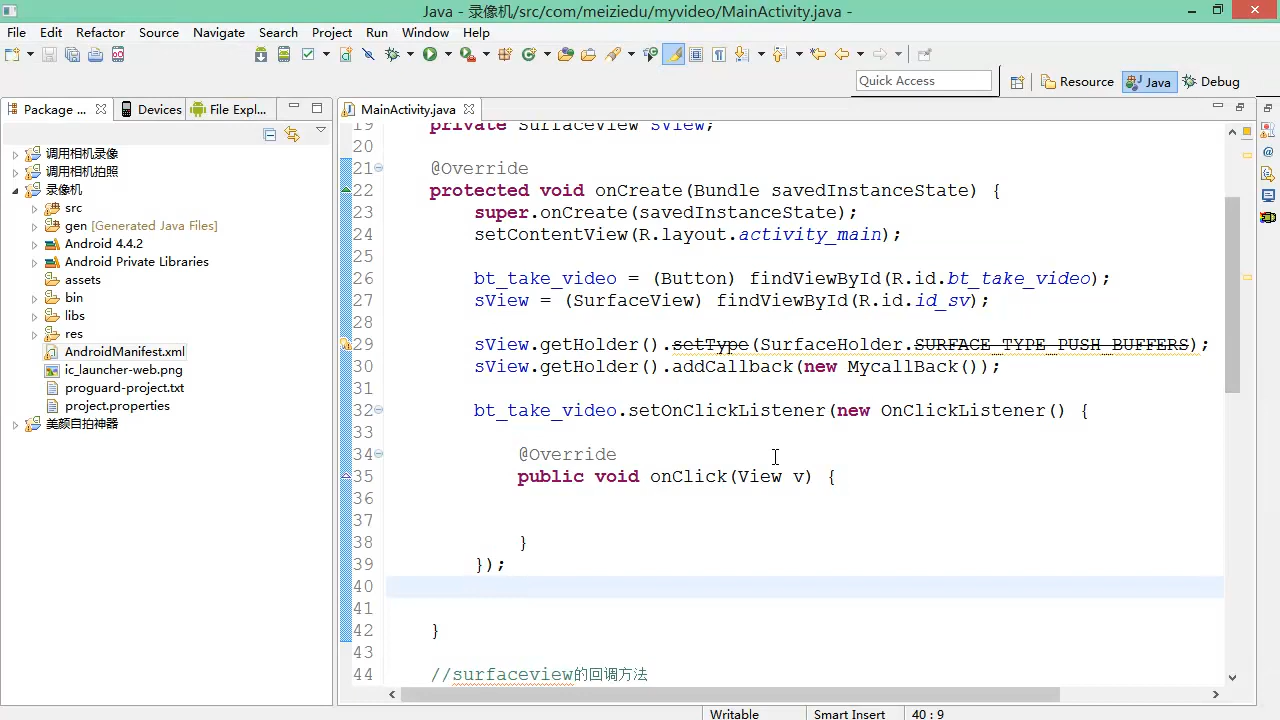 Java - 录像机/src/com/meiziedu/myvideo/MainActivity.java -
File Edit Refactor Source Navigate Search Project Run Window Help
Quick Access
Resource
Java
Debug
Package ...
Devices
File Expl...
MainActivity.java
调用相机录像
调用相机拍照
录像机
src
gen [Generated Java Files]
Android 4.4.2
Android Private Libraries
assets
bin
libs
res
AndroidManifest.xml
ic_launcher-web.png
proguard-project.txt
project.properties
美颜自拍神器
19 private SurfaceView sView;
20
21 @Override
22 protected void onCreate(Bundle savedInstanceState) {
23 super.onCreate(savedInstanceState);
24 setContentView(R.layout.activity_main);
25
26 bt_take_video = (Button) findViewById(R.id.bt_take_video);
27 sView = (SurfaceView) findViewById(R.id.id_sv);
28
29 sView.getHolder().setType(SurfaceHolder.SURFACE_TYPE_PUSH_BUFFERS);
30 sView.getHolder().addCallback(new MycallBack());
31
32 bt_take_video.setOnClickListener(new OnClickListener() {
33
34 @Override
35 public void onClick(View v) {
36
37
38 }
39 });
40
41
42 }
43
44 //surfaceview的回调方法
Writable
Smart Insert
40 : 9